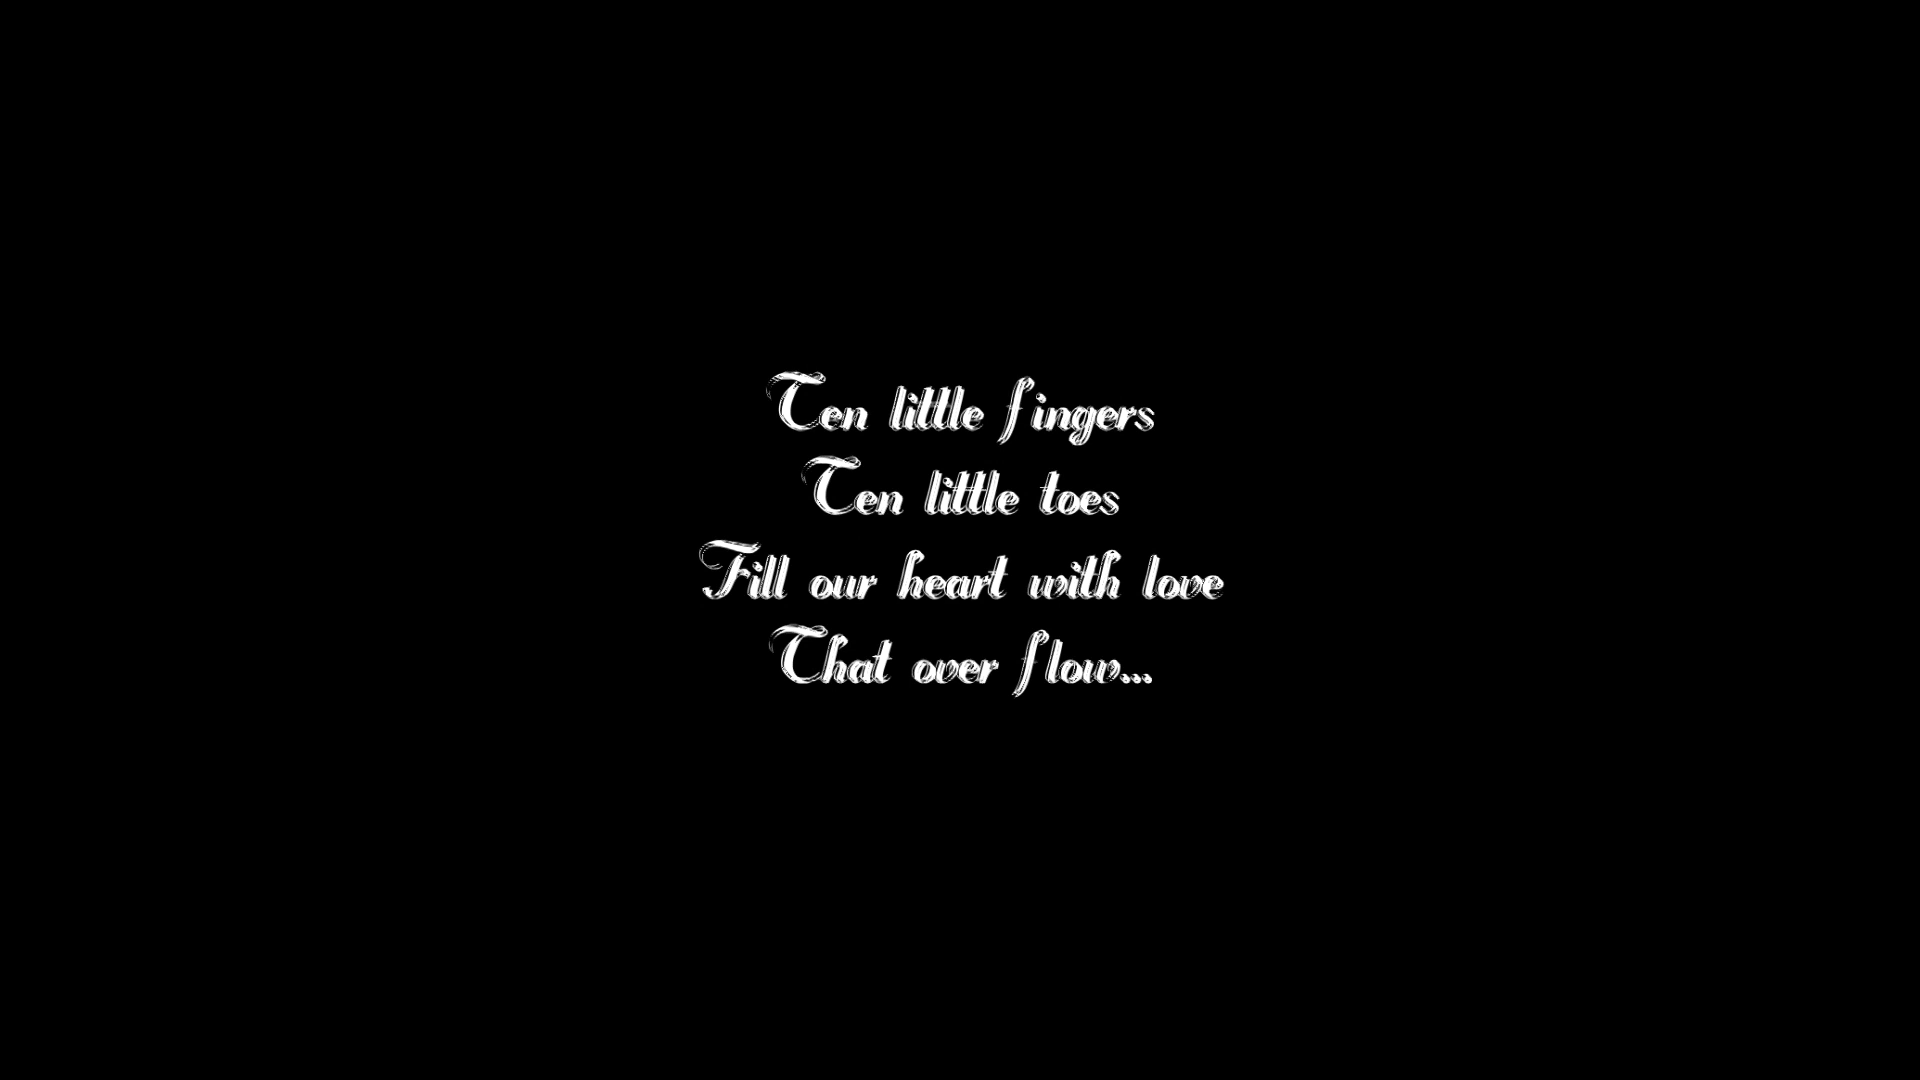 Ten little fingers
Ten little toes
Fill our heart with love
That over flow...